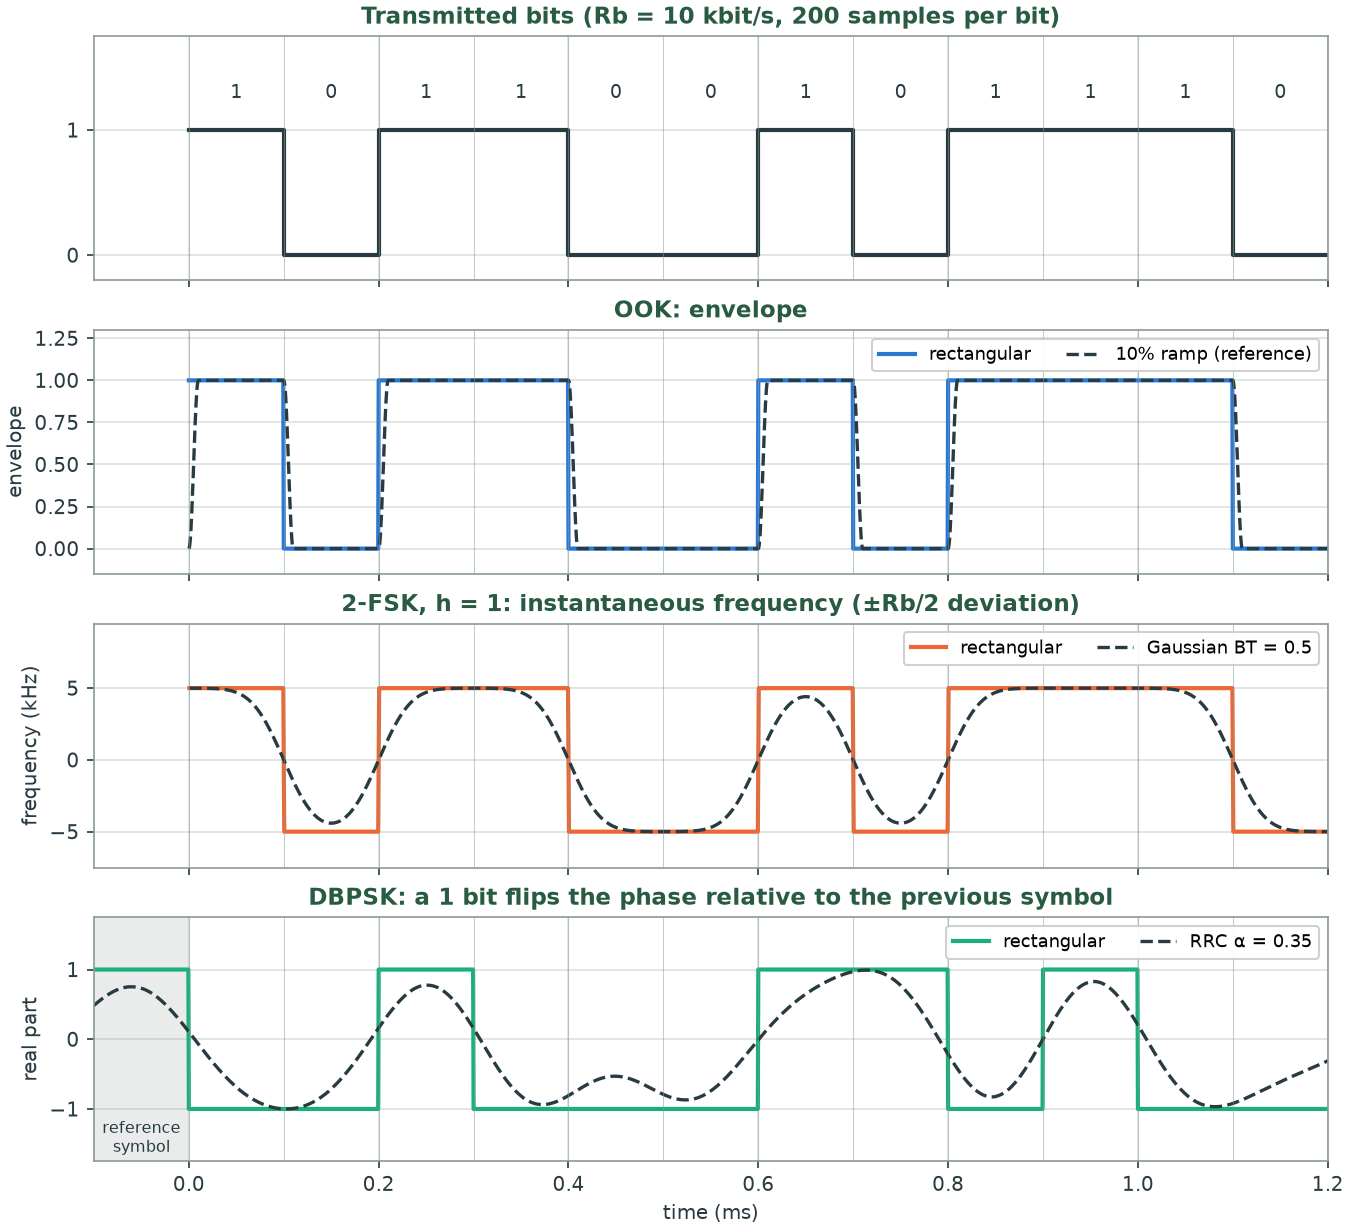 Transmitted bits (Rb = 10 kbit/s, 200 samples per bit)
1 0 1 1 0 0 1 0 1 1 1 0
1
0
OOK: envelope
envelope
1.25
1.00
0.75
0.50
0.25
0.00
rectangular
10% ramp (reference)
2-FSK, h = 1: instantaneous frequency (±Rb/2 deviation)
frequency (kHz)
5
0
−5
rectangular
Gaussian BT = 0.5
DBPSK: a 1 bit flips the phase relative to the previous symbol
real part
1
0
−1
rectangular
RRC α = 0.35
reference
symbol
0.0 0.2 0.4 0.6 0.8 1.0 1.2
time (ms)